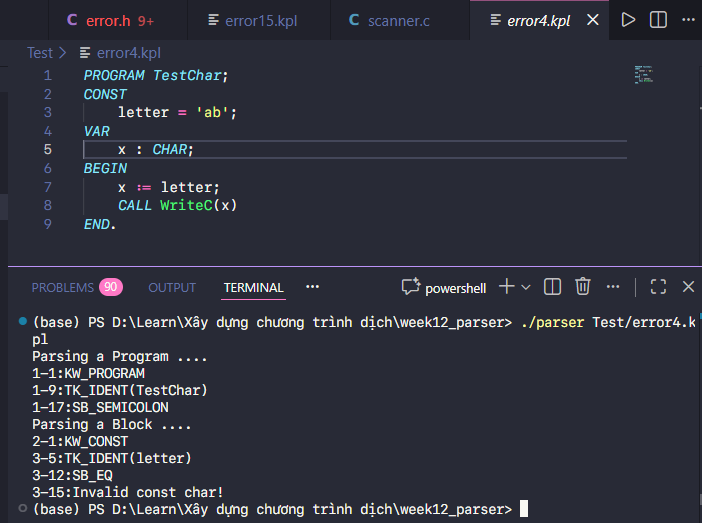 error.h 9+ error15.kpl scanner.c error4.kpl
Test > error4.kpl
1 PROGRAM TestChar;
2 CONST
3 letter = 'ab';
4 VAR
5 x : CHAR;
6 BEGIN
7 x := letter;
8 CALL WriteC(x)
9 END.
PROBLEMS 90 OUTPUT TERMINAL ··· powershell ···
(base) PS D:\Learn\Xây dựng chương trình dịch\week12_parser> ./parser Test/error4.k
pl
Parsing a Program ....
1-1:KW_PROGRAM
1-9:TK_IDENT(TestChar)
1-17:SB_SEMICOLON
Parsing a Block ....
2-1:KW_CONST
3-5:TK_IDENT(letter)
3-12:SB_EQ
3-15:Invalid const char!
(base) PS D:\Learn\Xây dựng chương trình dịch\week12_parser>